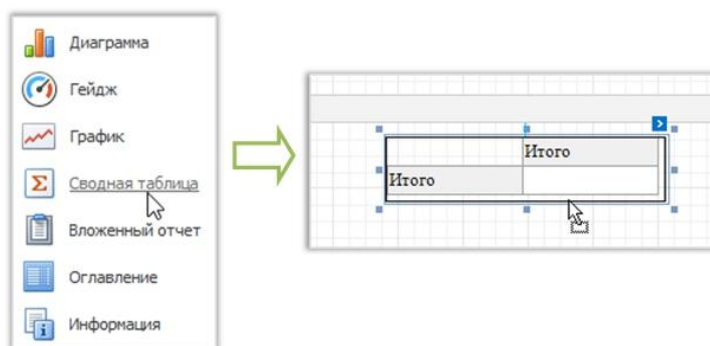 Диаграмма
Гейдж
График
Сводная таблица
Вложенный отчет
Оглавление
Информация
Итого
Итого